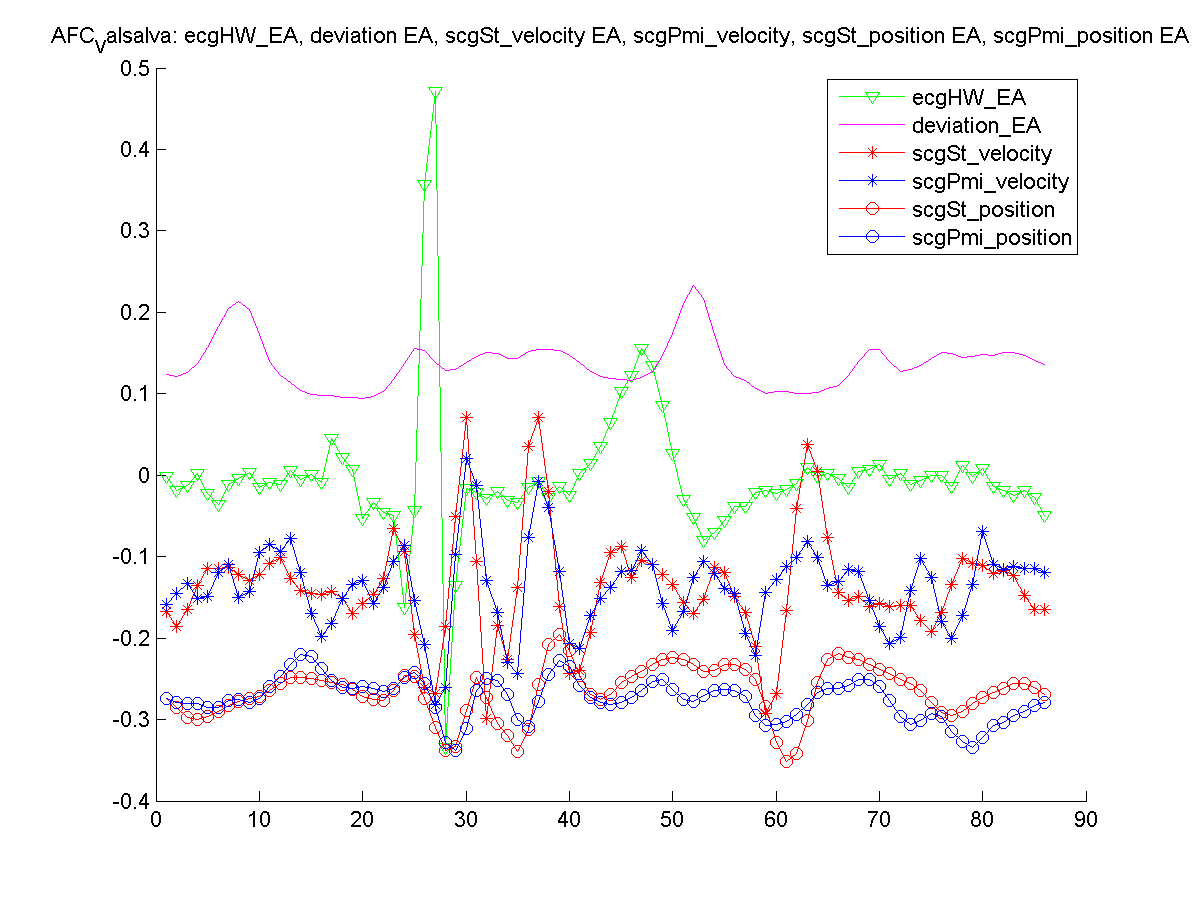 AFCValsalva: ecgHW_EA, deviation EA, scgSt_velocity EA, scgPmi_velocity, scgSt_position EA, scgPmi_position EA
0.5
0.4
0.3
0.2
0.1
0
-0.1
-0.2
-0.3
-0.4
0 10 20 30 40 50 60 70 80 90
ecgHW_EA
deviation_EA
scgSt_velocity
scgPmi_velocity
scgSt_position
scgPmi_position